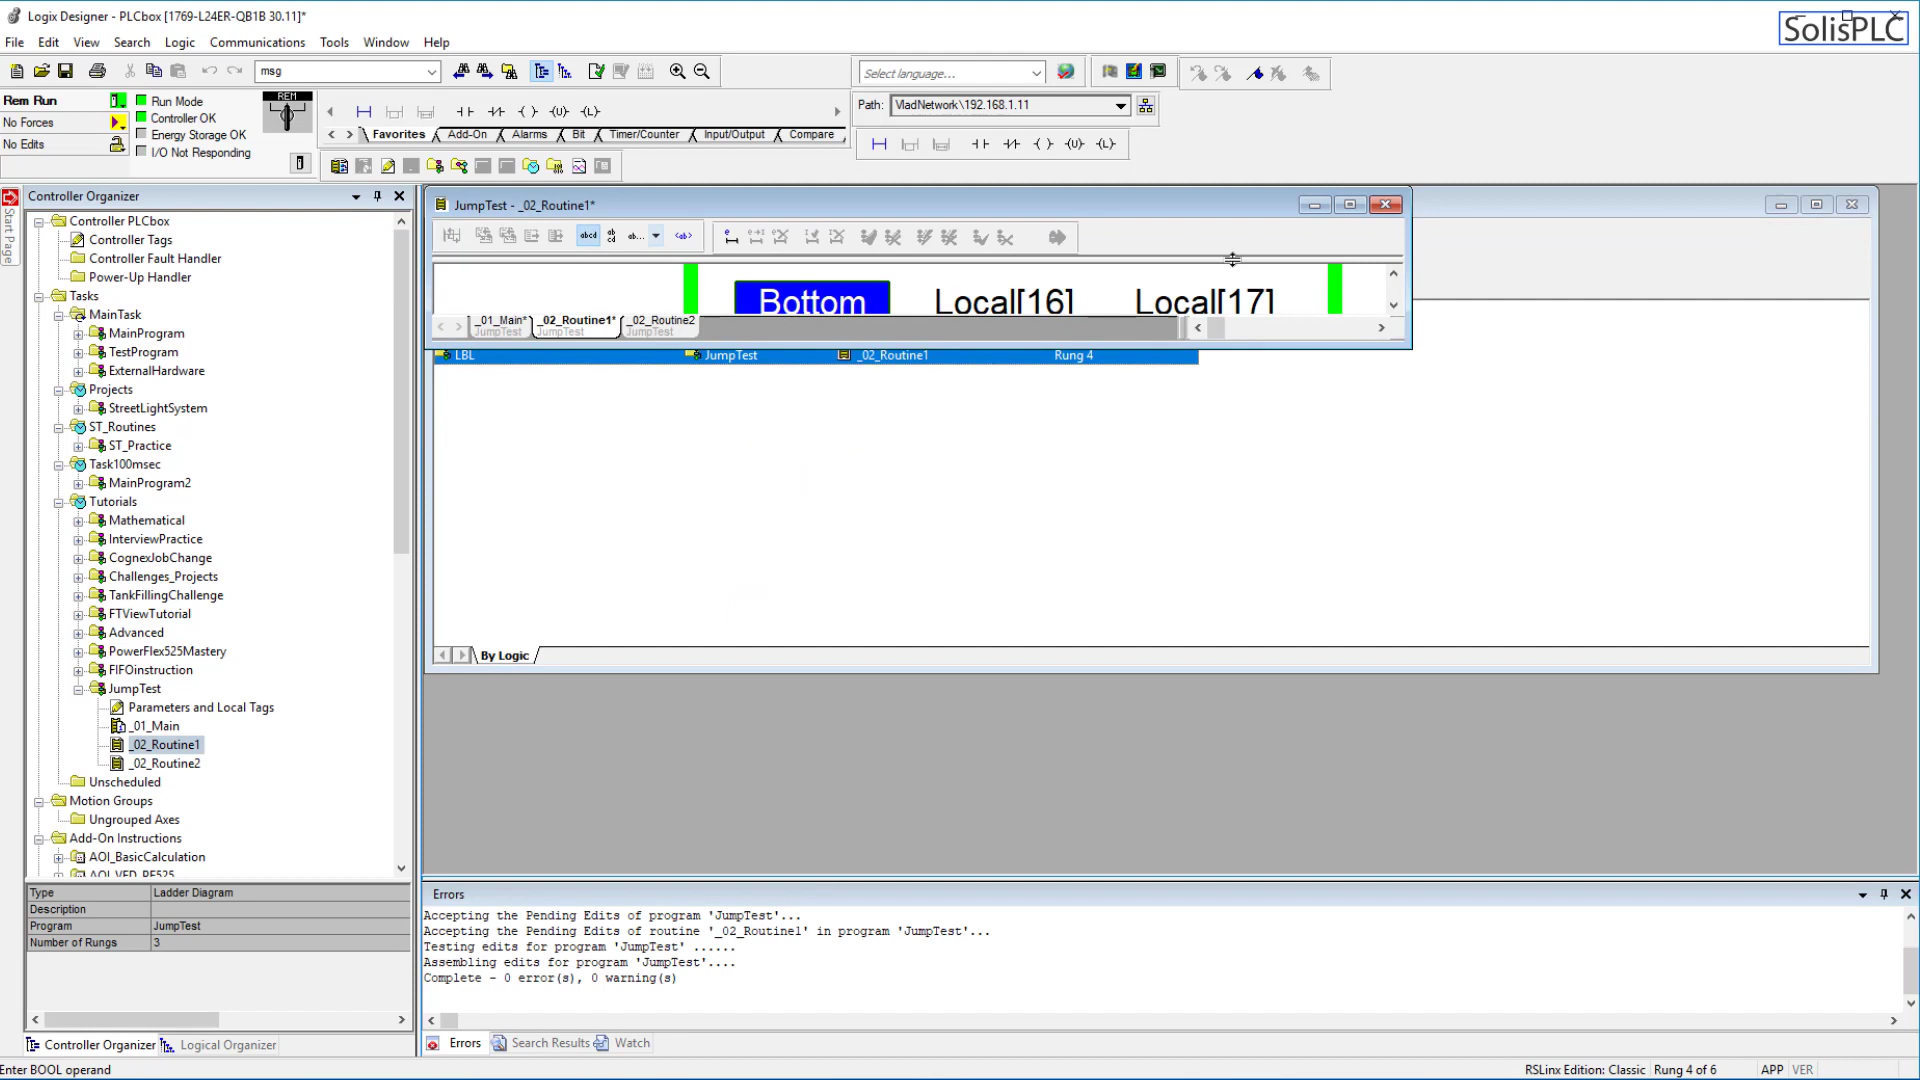 Logix Designer - PLCbox [1769-L24ER-QB1B 30.11]*
SolisPLC
File Edit View Search Logic Communications Tools Window Help
msg
Select language...
Rem Run
Run Mode
REM
No Forces
Controller OK
Energy Storage OK
No Edits
I/O Not Responding
Favorites Add-On Alarms Bit Timer/Counter Input/Output Compare
Path: VladNetwork\192.168.1.11
Start Page
Controller Organizer
Controller PLCbox
Controller Tags
Controller Fault Handler
Power-Up Handler
Tasks
MainTask
MainProgram
TestProgram
ExternalHardware
Projects
StreetLightSystem
ST_Routines
ST_Practice
Task100msec
MainProgram2
Tutorials
Mathematical
InterviewPractice
CognexJobChange
Challenges_Projects
TankFillingChallenge
FTViewTutorial
Advanced
PowerFlex525Mastery
FIFOinstruction
JumpTest
Parameters and Local Tags
_01_Main
_02_Routine1
_02_Routine2
Unscheduled
Motion Groups
Ungrouped Axes
Add-On Instructions
AOI_BasicCalculation
AOI_VFD_PF525
Type Ladder Diagram
Description
Program JumpTest
Number of Rungs 3
Controller Organizer Logical Organizer
JumpTest - _02_Routine1*
Bottom Local[16] Local[17]
_01_Main* _02_Routine1* _02_Routine2
JumpTest JumpTest JumpTest
LBL JumpTest _02_Routine1 Rung 4
By Logic
Errors
Accepting the Pending Edits of program 'JumpTest'...
Accepting the Pending Edits of routine '_02_Routine1' in program 'JumpTest'...
Testing edits for program 'JumpTest' ......
Assembling edits for program 'JumpTest'....
Complete - 0 error(s), 0 warning(s)
Errors Search Results Watch
Enter BOOL operand
RSLinx Edition: Classic Rung 4 of 6 APP VER